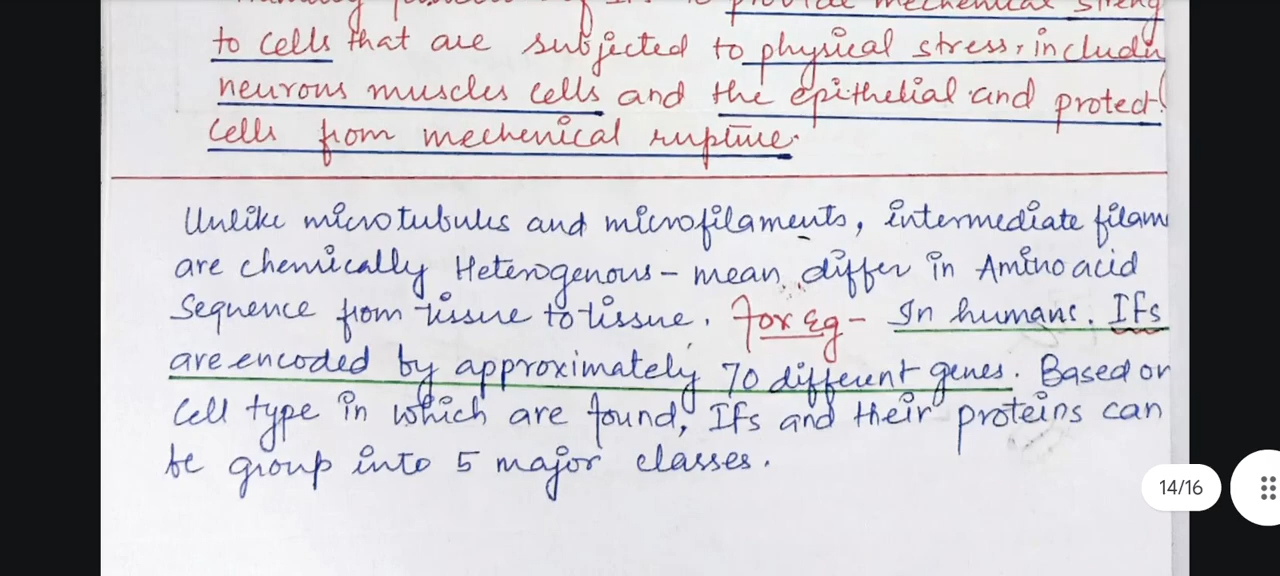 to cells that are subjected to physical stress, includin
neurous muscles cells and the epithelial and protect
cells from mechenical rupture.
Unlike microtubules and microfilaments, intermediate filam
are chemically Heterogenous - mean differ in Amino acid
Sequence from tissue to tissue. For Eg - In humans, IFs
are encoded by approximately 70 different genes. Based on
Cell type in which are found, IFs and their proteins can
be group into 5 major classes.
14/16